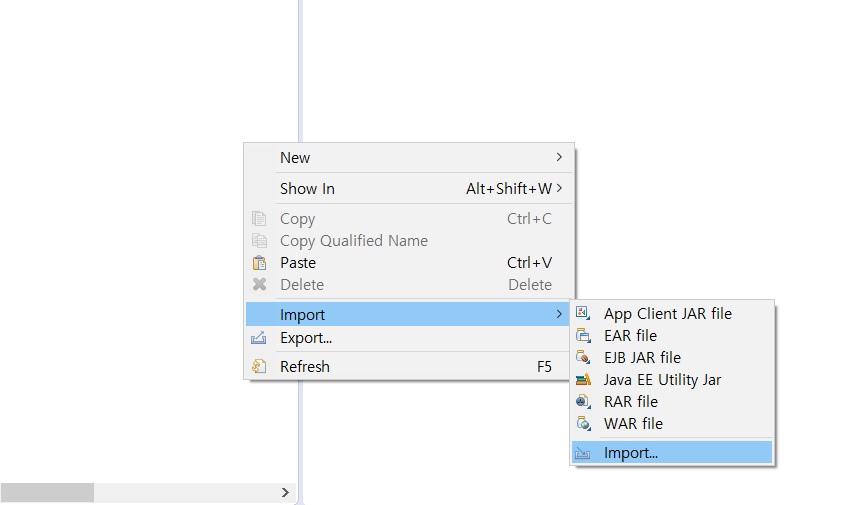 New
Show In Alt+Shift+W
Copy Ctrl+C
Copy Qualified Name
Paste Ctrl+V
Delete Delete
Import
Export...
Refresh F5
App Client JAR file
EAR file
EJB JAR file
Java EE Utility Jar
RAR file
WAR file
Import...